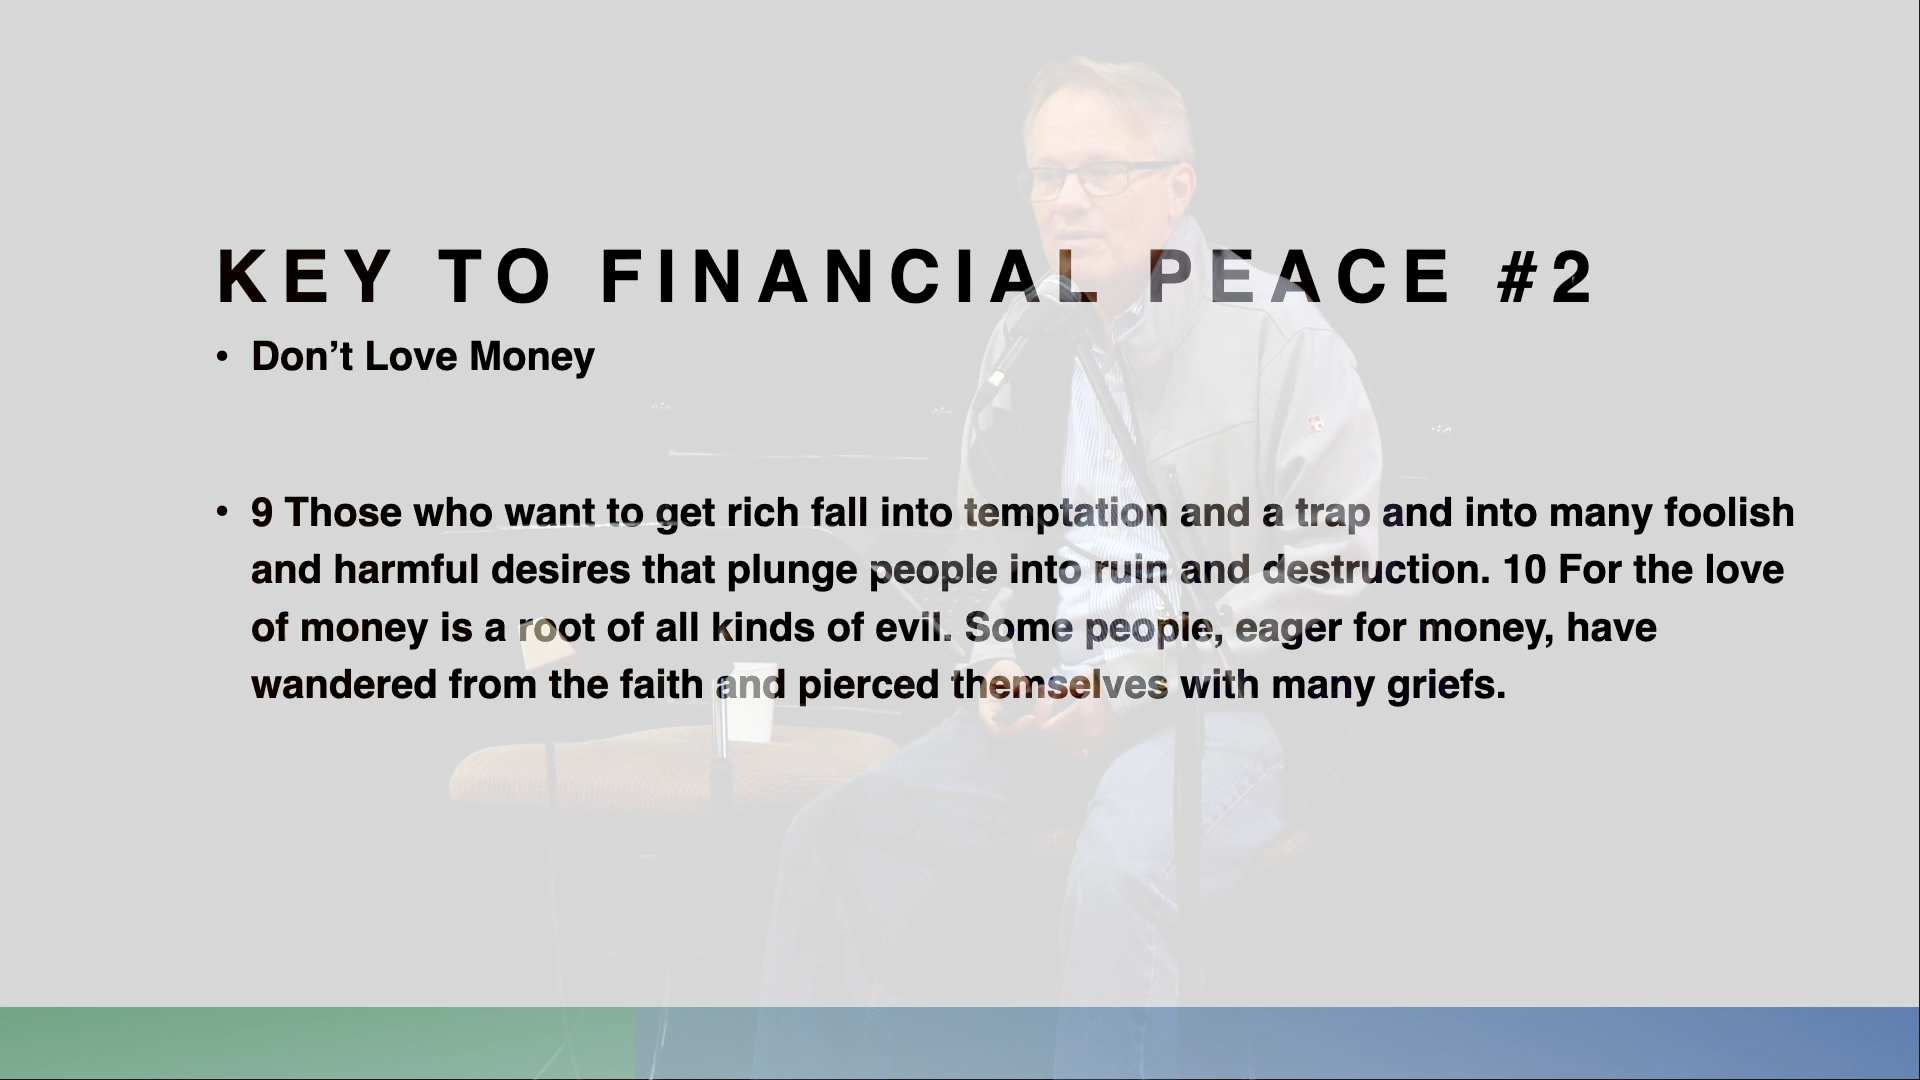 KEY TO FINANCIAL PEACE #2
• Don’t Love Money
• 9 Those who want to get rich fall into temptation and a trap and into many foolish
and harmful desires that plunge people into ruin and destruction. 10 For the love
of money is a root of all kinds of evil. Some people, eager for money, have
wandered from the faith and pierced themselves with many griefs.